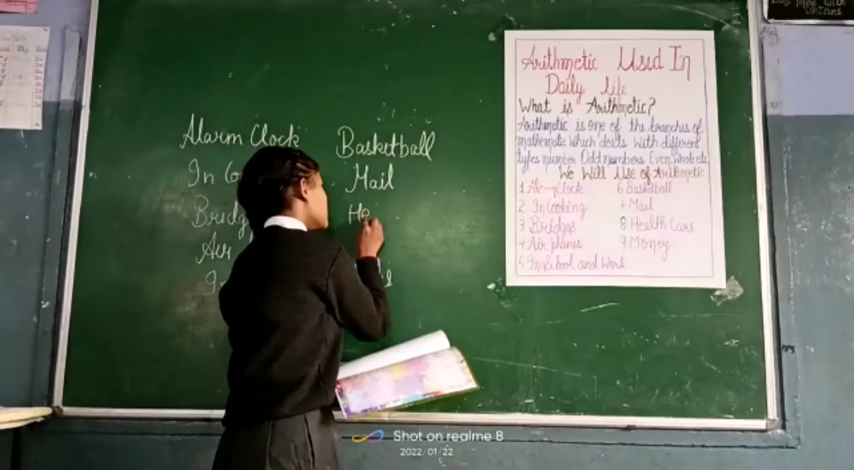 Alarm Clock
In
Air
Basketball
Mail
He
Arithmetic Used In
Daily life
What is Arithmetic?
Arithmetic is one of the branches of
mathematic which deals with different
types number Odd numbers Even, Whole etc
We Will Use of Arithmetic
1 Clock
2 In Cooking
3 Bridges
4 Air planes
5 In School and Work
6 Basketball
7 Mail
8 Health Care
9 Money
Shot on realme 8
2022/01/22